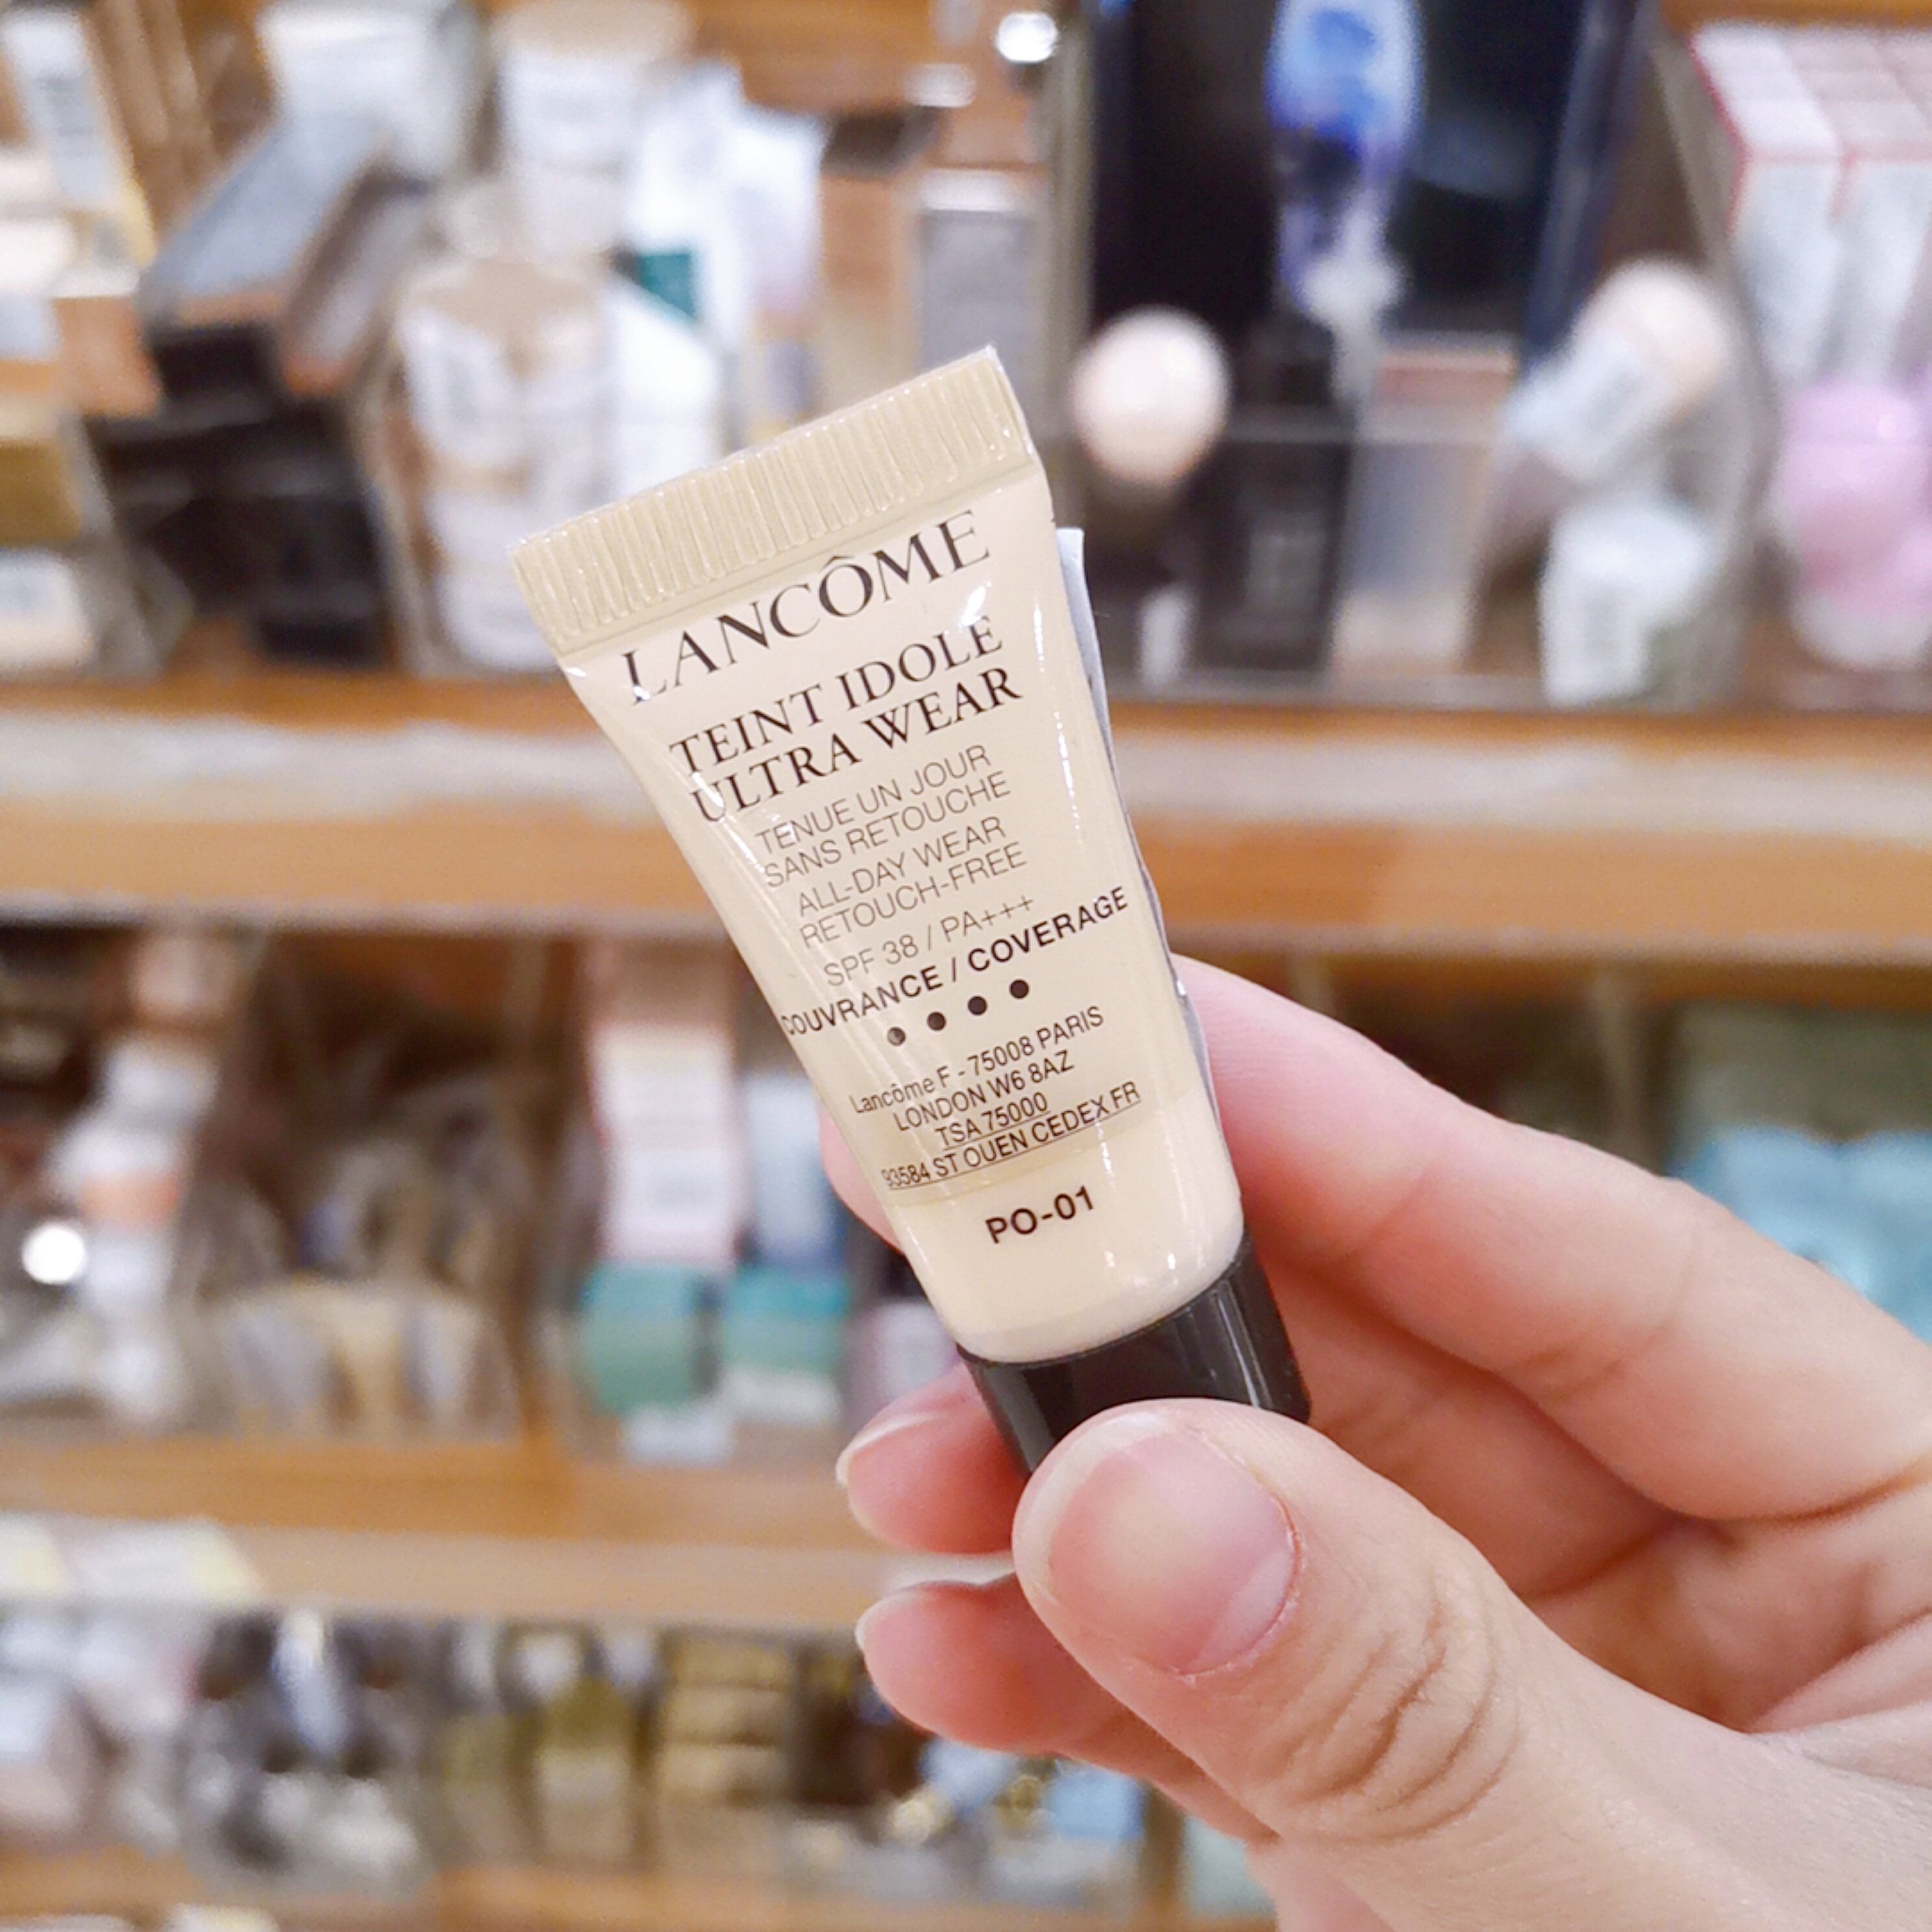 LANCÔME
TEINT IDOLE
ULTRA WEAR
TENUE UN JOUR
SANS RETOUCHE
ALL-DAY WEAR
RETOUCH-FREE
SPF 38 / PA+++
COUVRANCE / COVERAGE
Lancôme F - 75008 PARIS
LONDON W6 8AZ
TSA 75000
93584 ST OUEN CEDEX FR
PO-01